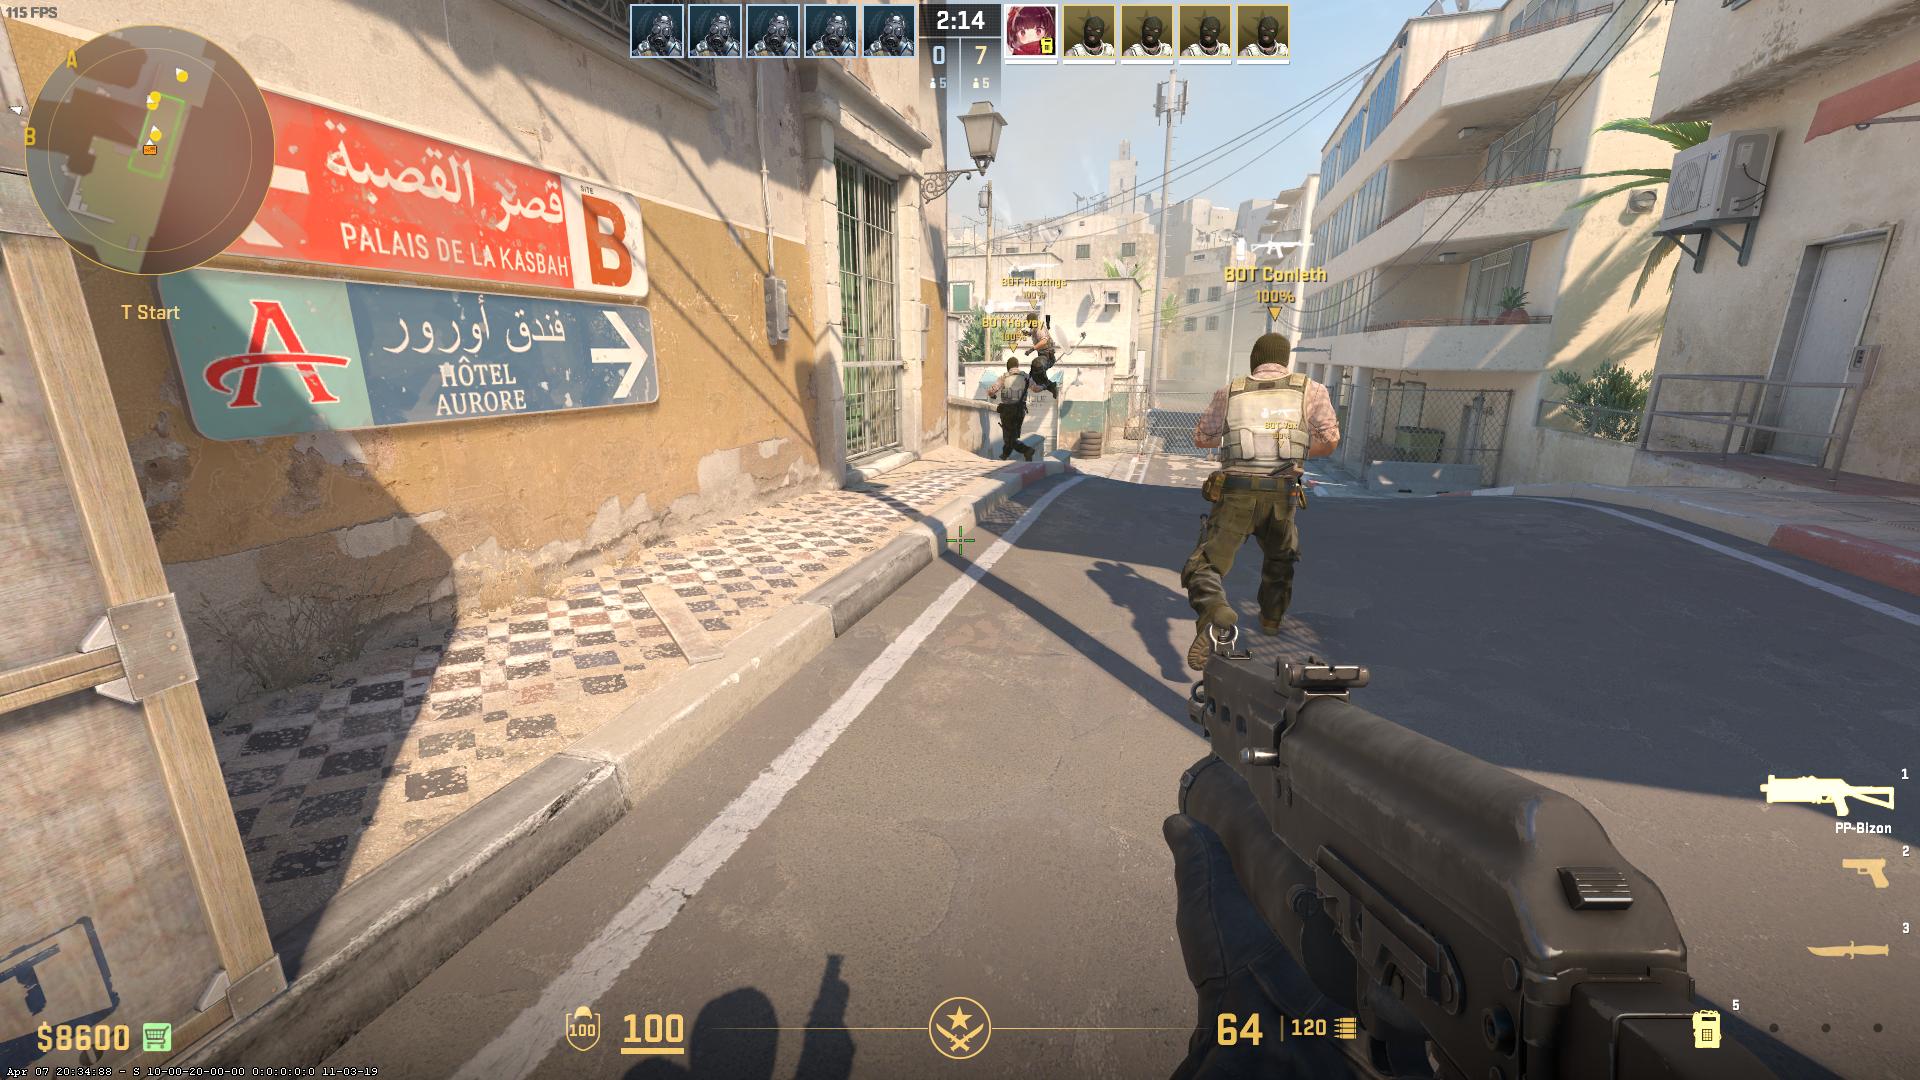 115 FPS
2:14
0 7
5 5
A
B
T Start
قصر القصبة
PALAIS DE LA KASBAH
SITE
B
A
فندق أورور
HÔTEL
AURORE
BOT Hastings
100%
BOT Harvey
100%
BOT Conleth
100%
BOT Vox
1
PP-Bizon
2
3
5
$8600
100
100
64 | 120
Apr 07 20:34:88 - S 10-00-20-00-00 0:0:0:0:0 11-03-19